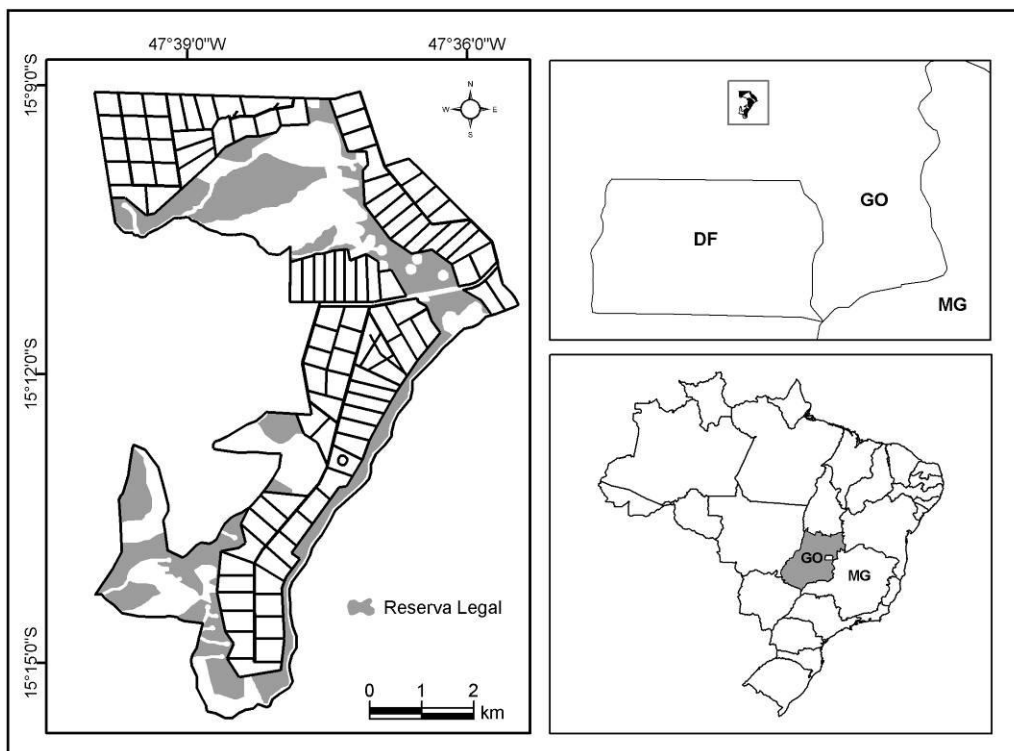 47°39'0"W
47°36'0"W
15°9'0"S
15°12'0"S
15°15'0"S
N
W E
S
Reserva Legal
0 1 2
km
DF
GO
MG
GO
MG